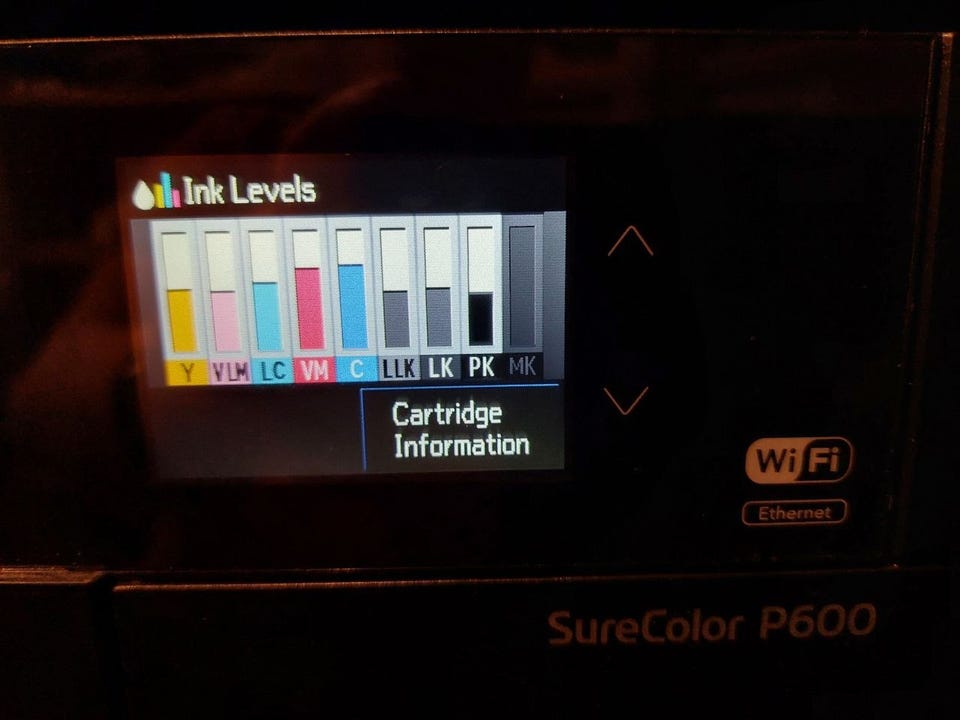 Ink Levels
Y VLM LC VM C LLK LK PK MK
Cartridge
Information
WiFi
Ethernet
SureColor P600